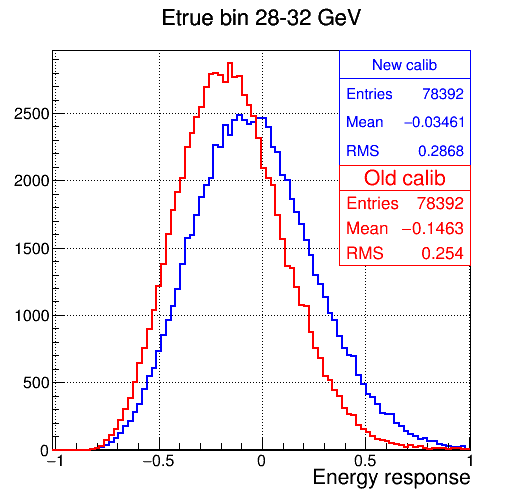 Etrue bin 28-32 GeV
New calib
Entries 78392
Mean −0.03461
RMS 0.2868
Old calib
Entries 78392
Mean −0.1463
RMS 0.254
2500
2000
1500
1000
500
0
−1 −0.5 0 0.5 1
Energy response